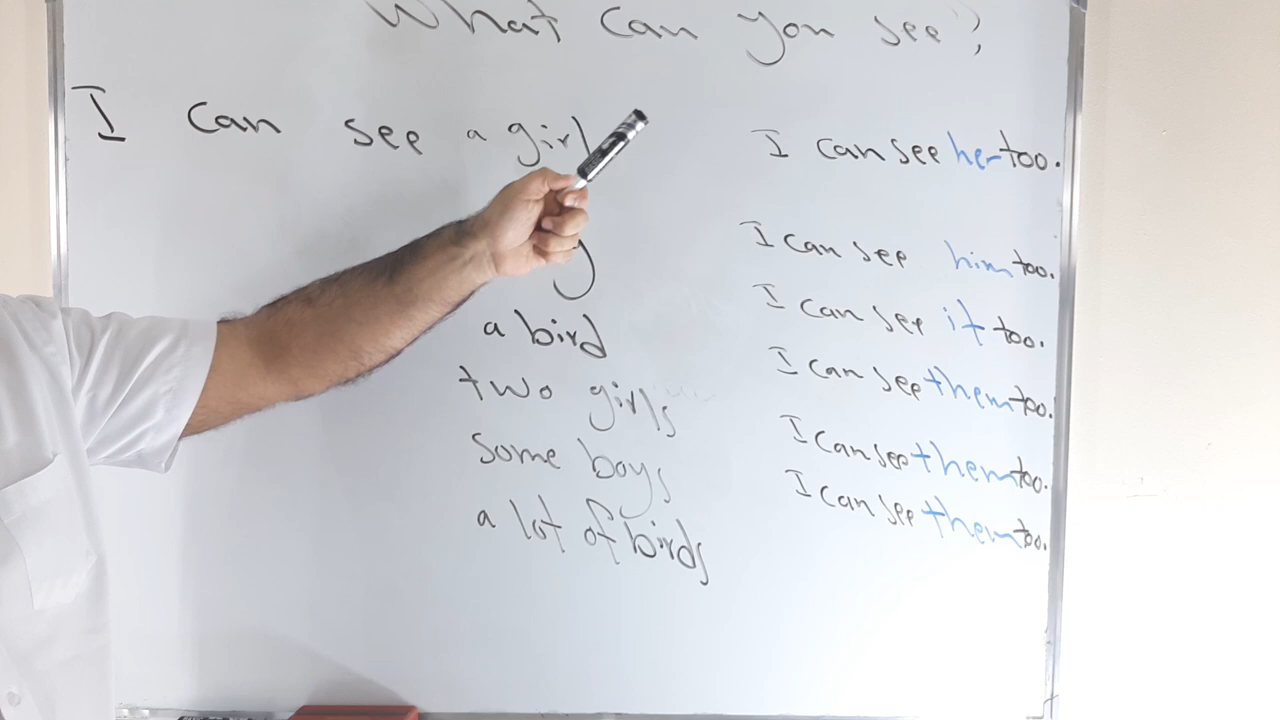 What can you see?
I can see a girl
I can see her too.
I can see him too.
a bird
I can see it too.
two girls
I can see them too.
some boys
I can see them too.
a lot of birds
I can see them too.